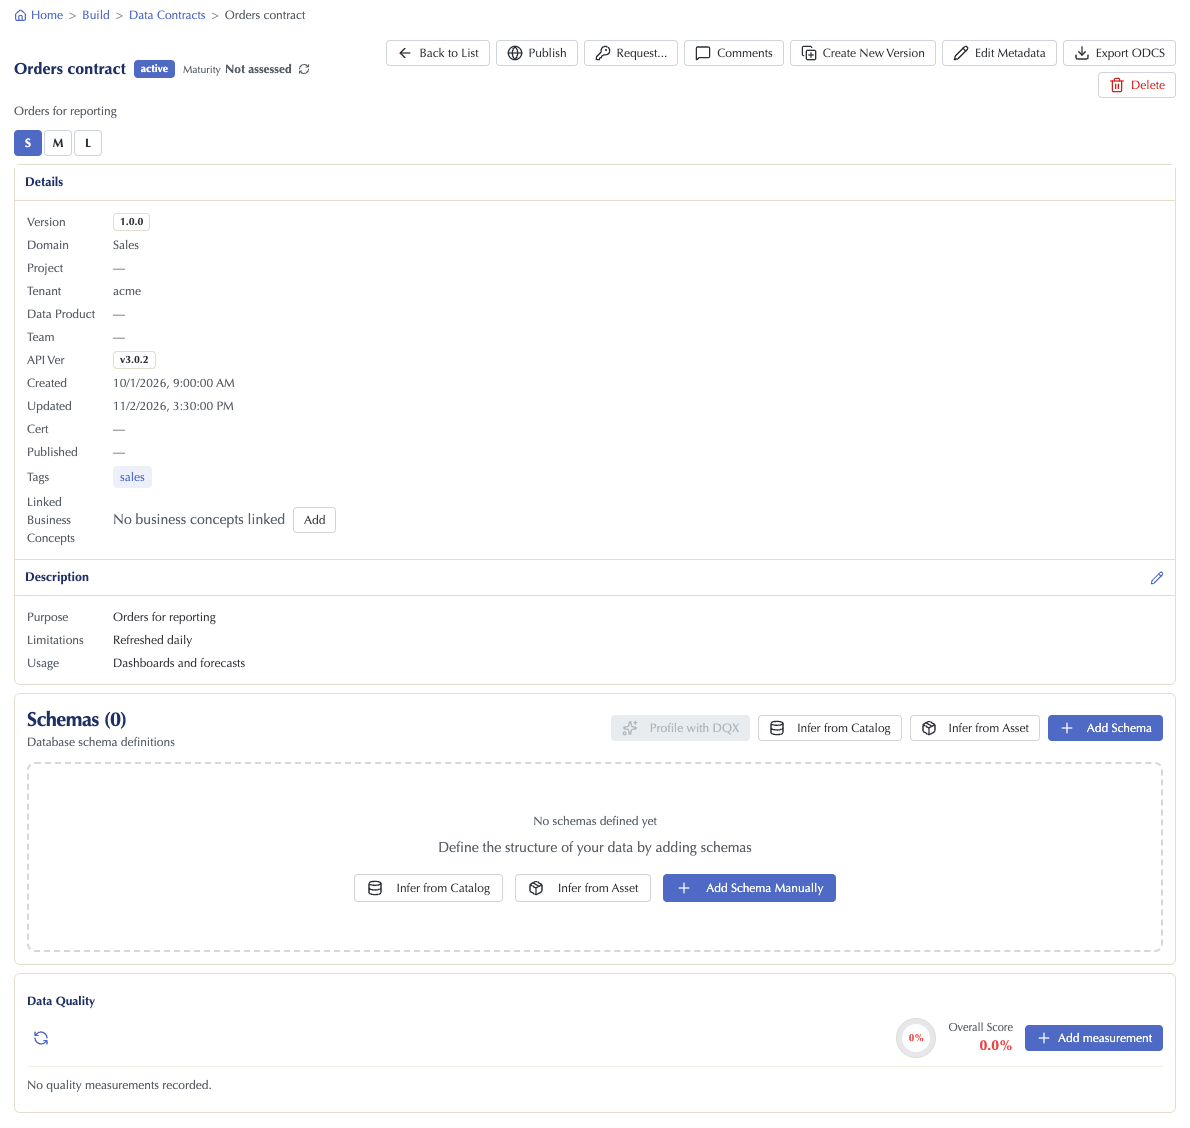 Home > Build > Data Contracts > Orders contract
Orders contract active Maturity Not assessed
Back to List Publish Request... Comments Create New Version Edit Metadata Export ODCS
Delete
Orders for reporting
S M L
Details
Version 1.0.0
Domain Sales
Project —
Tenant acme
Data Product —
Team —
API Ver v3.0.2
Created 10/1/2026, 9:00:00 AM
Updated 11/2/2026, 3:30:00 PM
Cert —
Published —
Tags sales
Linked
Business
Concepts
No business concepts linked Add
Description
Purpose Orders for reporting
Limitations Refreshed daily
Usage Dashboards and forecasts
Schemas (0)
Database schema definitions
Profile with DQX Infer from Catalog Infer from Asset Add Schema
No schemas defined yet
Define the structure of your data by adding schemas
Infer from Catalog Infer from Asset Add Schema Manually
Data Quality
0% Overall Score
0.0%
Add measurement
No quality measurements recorded.